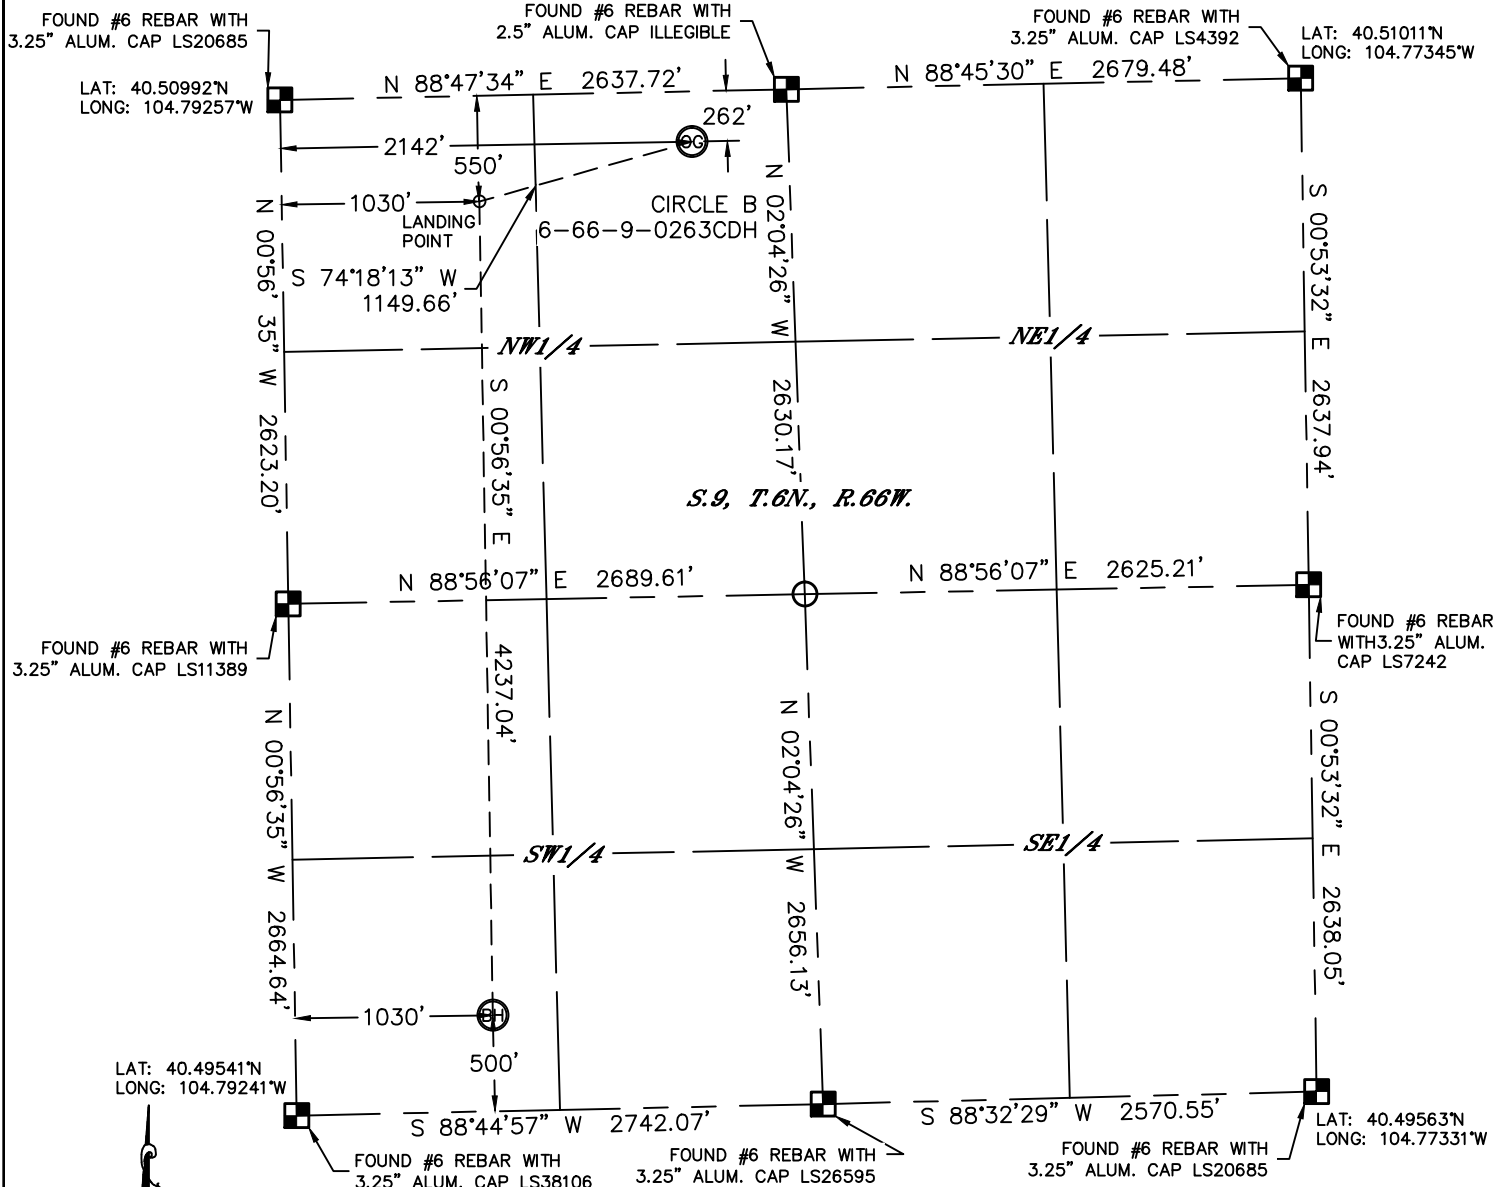 FOUND #6 REBAR WITH
3.25” ALUM. CAP LS20685
FOUND #6 REBAR WITH
2.5” ALUM. CAP ILLEGIBLE
FOUND #6 REBAR WITH
3.25” ALUM. CAP LS4392
LAT: 40.51011°N
LONG: 104.77345°W
LAT: 40.50992°N
LONG: 104.79257°W
N 88°47'34” E 2637.72'
N 88°45'30” E 2679.48'
262'
OG
2142'
550'
1030'
LANDING
POINT
CIRCLE B
6-66-9-0263CDH
S 74°18'13” W
1149.66'
N 00°56' 35” W 2623.20'
N 02°04'26” W 2630.17'
S 00°53'32” E 2637.94'
NW1/4
NE1/4
S 00°56'35” E 4237.04'
S.9, T.6N., R.66W.
N 88°56'07” E 2689.61'
N 88°56'07” E 2625.21'
FOUND #6 REBAR WITH
3.25” ALUM. CAP LS11389
FOUND #6 REBAR
WITH3.25” ALUM.
CAP LS7242
N 00°56'35” W 2664.64'
N 02°04'26” W 2656.13'
S 00°53'32” E 2638.05'
SW1/4
SE1/4
1030'
BH
500'
LAT: 40.49541°N
LONG: 104.79241°W
S 88°44'57” W 2742.07'
S 88°32'29” W 2570.55'
LAT: 40.49563°N
LONG: 104.77331°W
FOUND #6 REBAR WITH
3.25” ALUM. CAP LS38106
FOUND #6 REBAR WITH
3.25” ALUM. CAP LS26595
FOUND #6 REBAR WITH
3.25” ALUM. CAP LS20685